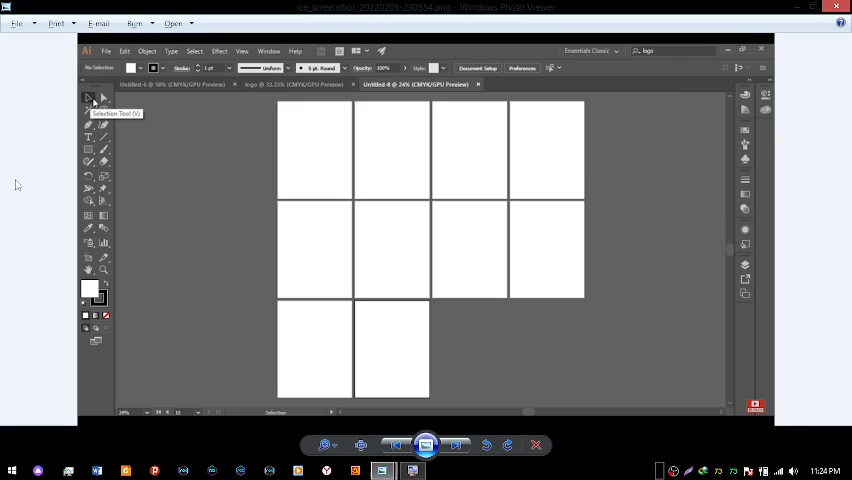 ice_screenshot_20220205-230554.png - Windows Photo Viewer
File Print E-mail Burn Open
Ai File Edit Object Type Select Effect View Window Help Essentials Classic logo
No Selection Stroke: 1 pt Uniform 5 pt. Round Opacity: 100% Style: Document Setup Preferences
Untitled-6 @ 50% (CMYK/GPU Preview) × logo @ 33.33% (CMYK/GPU Preview) × Untitled-8 @ 24% (CMYK/GPU Preview) ×
Selection Tool (V)
24% 10 Selection
73 73 11:24 PM